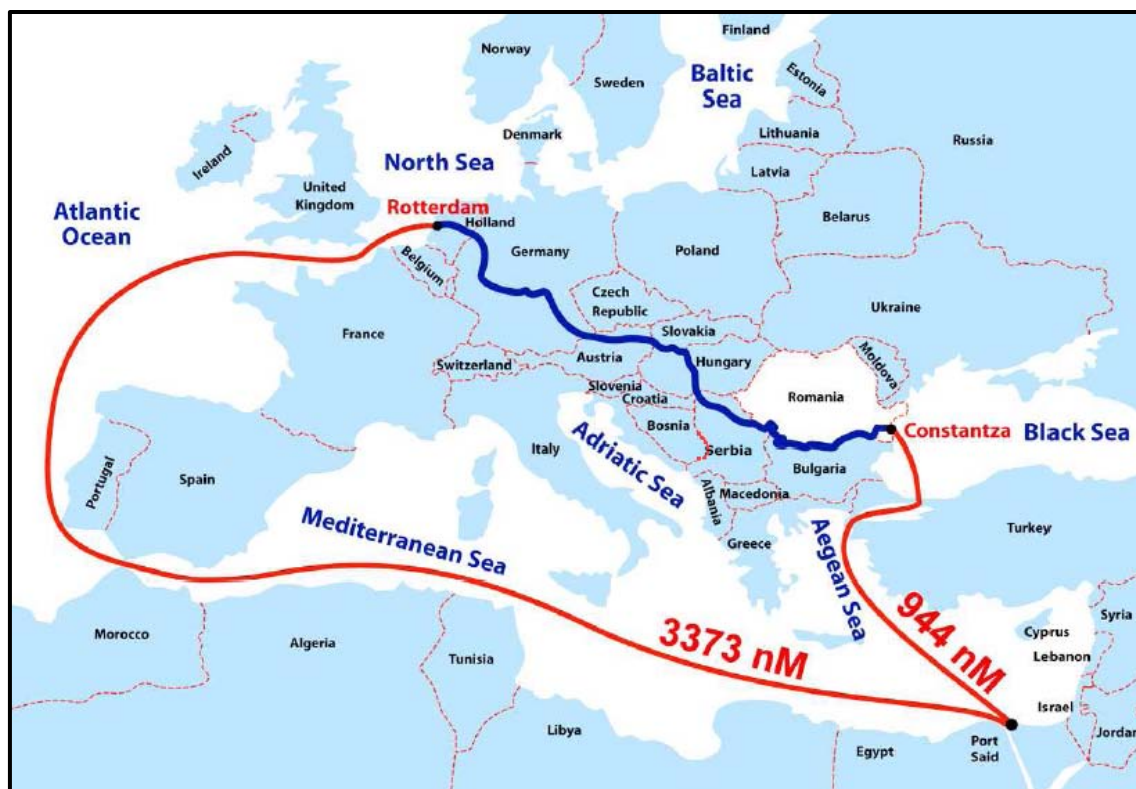 Finland
Norway
Baltic
Sea
Sweden
Estonia
Denmark
Lithuania
Russia
Ireland
North Sea
Latvia
United
Kingdom
Rotterdam
Holland
Atlantic
Ocean
Belarus
Germany
Poland
Belgium
Czech
Republic
Ukraine
France
Slovakia
Moldova
Switzerland
Austria
Hungary
Slovenia
Croatia
Romania
Bosnia
Constantza
Black Sea
Italy
Adriatic Sea
Serbia
Bulgaria
Portugal
Spain
Albania
Macedonia
Mediterranean Sea
Greece
Aegean Sea
Turkey
944 nM
3373 nM
Cyprus
Syria
Lebanon
Morocco
Algeria
Tunisia
Israel
Libya
Egypt
Port
Said
Jordan